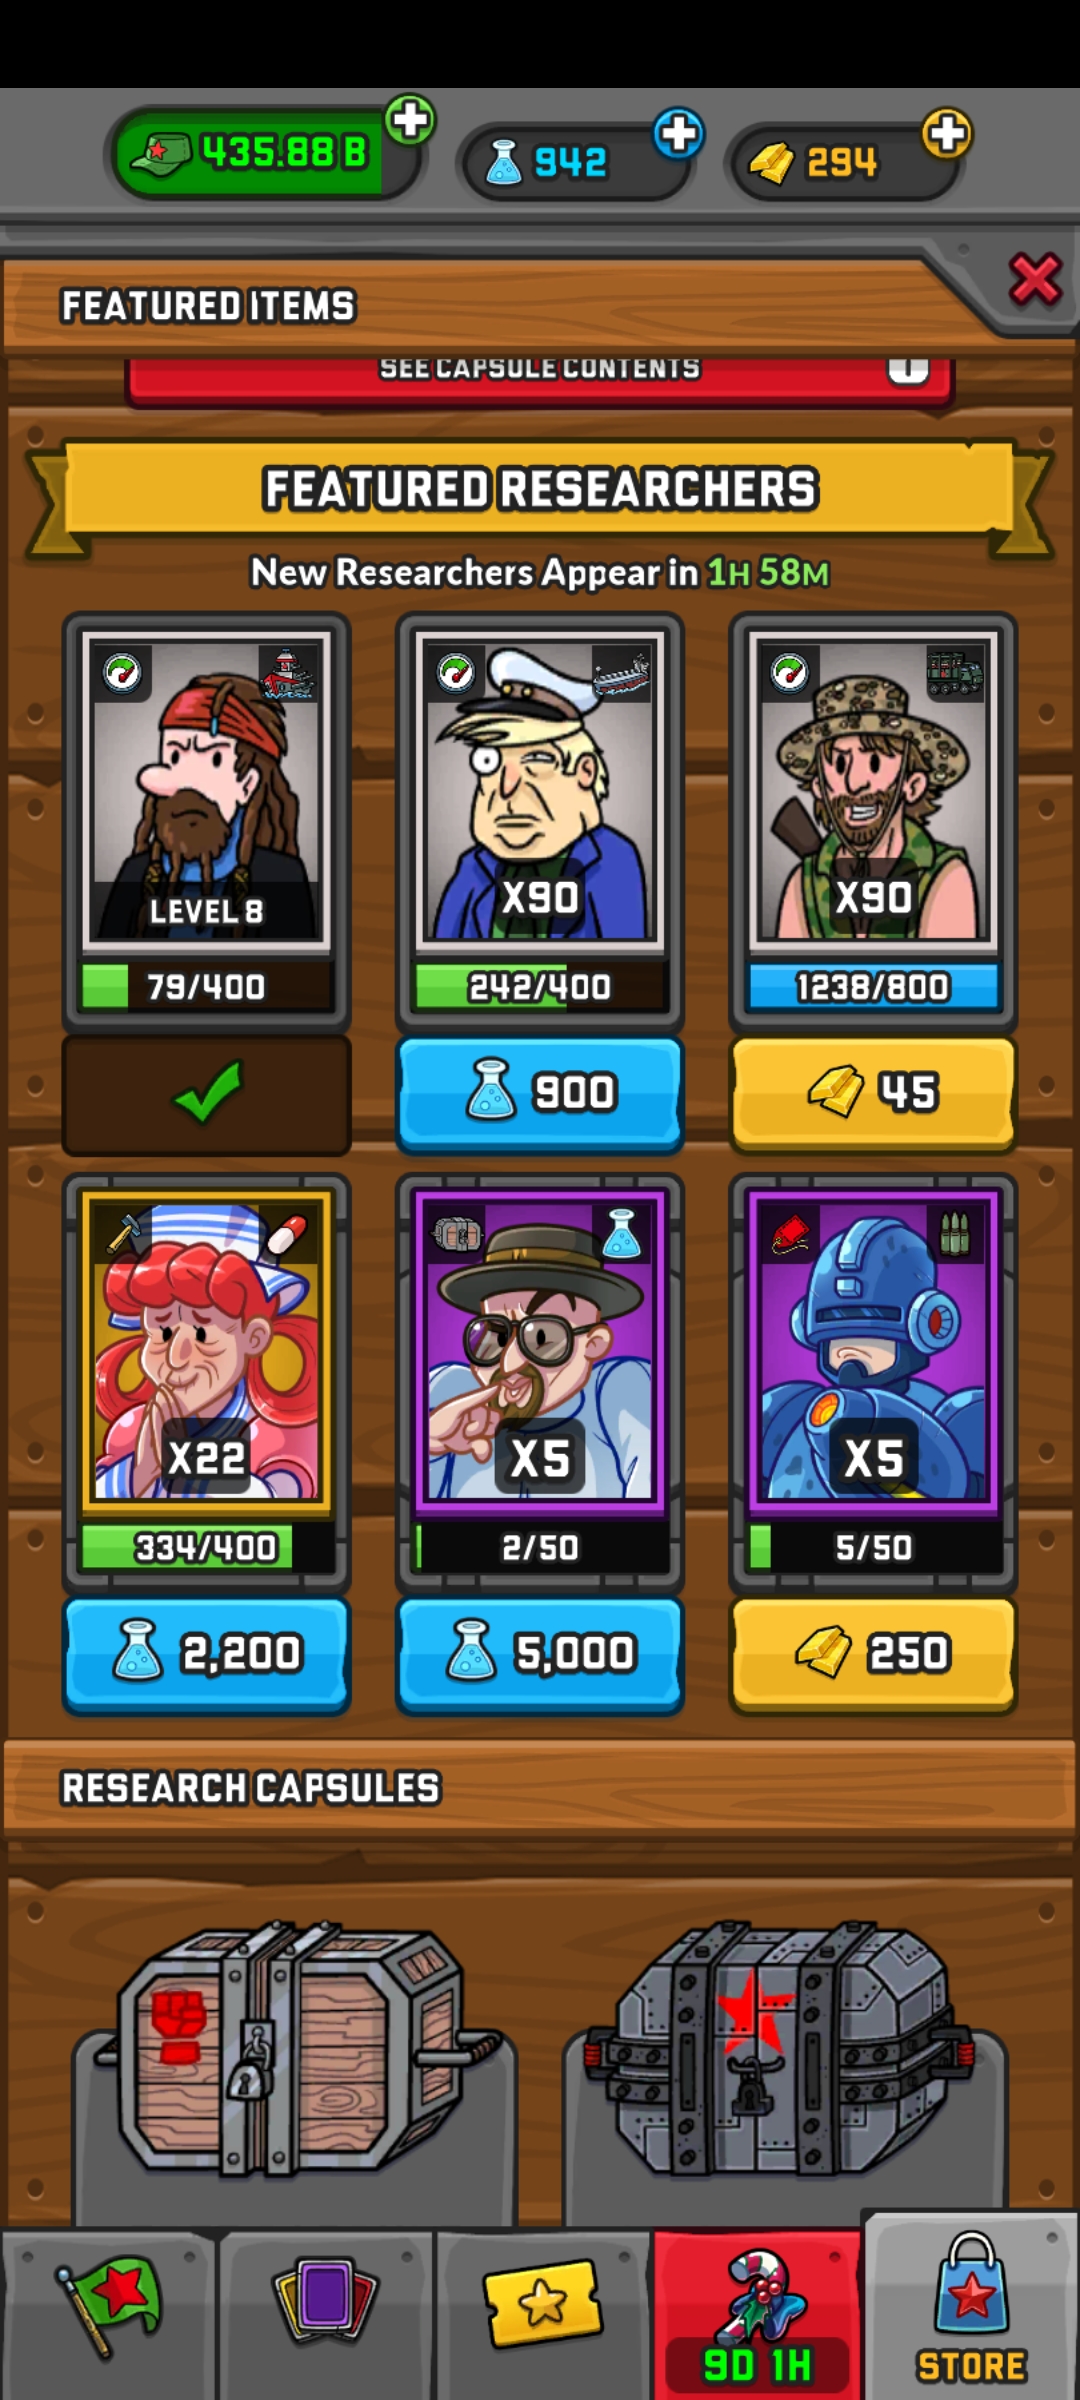 435.88 B
942
294
FEATURED ITEMS
SEE CAPSULE CONTENTS
FEATURED RESEARCHERS
New Researchers Appear in 1H 58M
LEVEL 8
X90
X90
79/400
242/400
1238/800
900
45
X22
X5
X5
334/400
2/50
5/50
2,200
5,000
250
RESEARCH CAPSULES
9D 1H
STORE